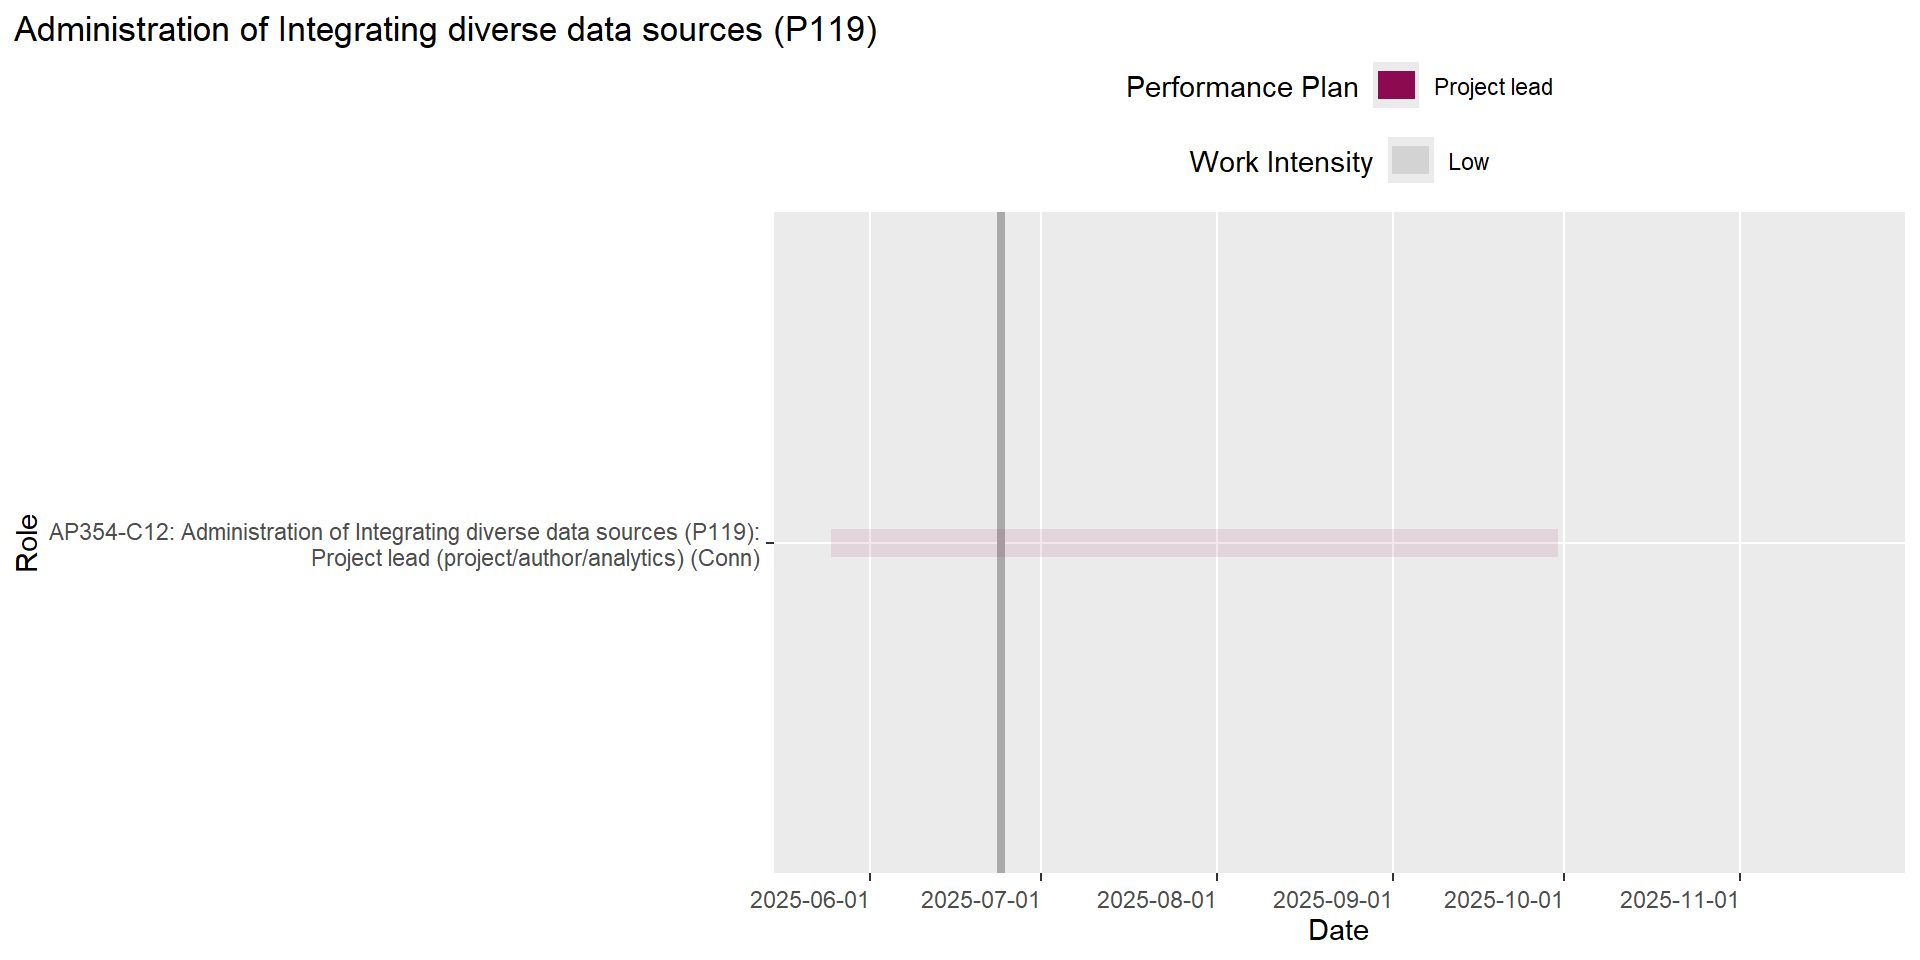 Administration of Integrating diverse data sources (P119)
Performance Plan
Project lead
Work Intensity
Low
Role
AP354-C12: Administration of Integrating diverse data sources (P119):
Project lead (project/author/analytics) (Conn)
2025-06-01
2025-07-01
2025-08-01
2025-09-01
2025-10-01
2025-11-01
Date